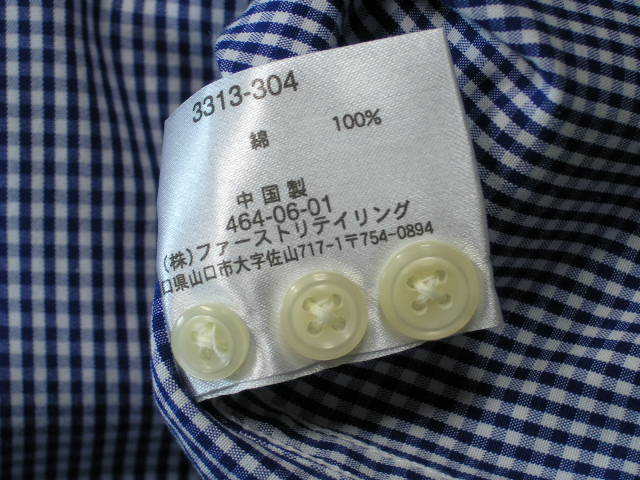 3313-304
綿 100%
中国製
464-06-01
(株)ファーストリテイリング
口県山口市大字佐山717-1〒754-0894